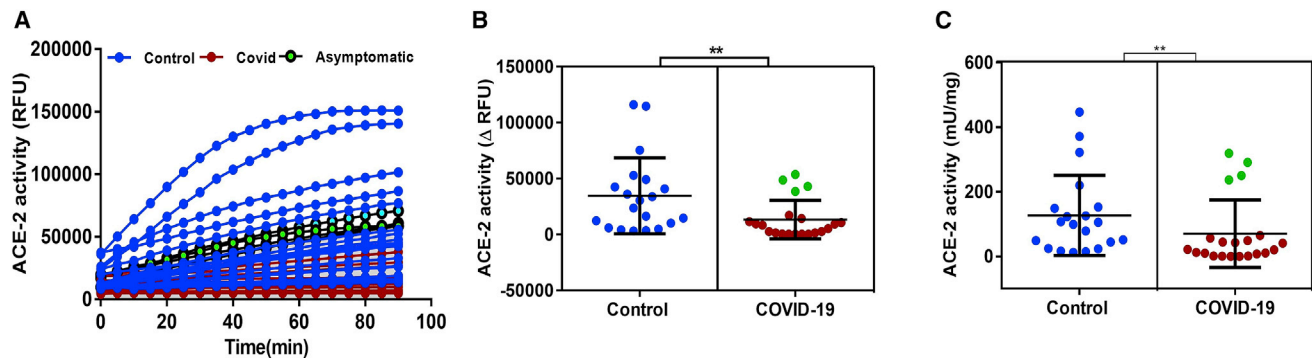 A
ACE-2 activity (RFU)
200000
150000
100000
50000
0
Control Covid Asymptomatic
0 20 40 60 80 100
Time(min)
B
ACE-2 activity (Δ RFU)
**
150000
100000
50000
0
-50000
Control COVID-19
C
ACE-2 activity (mU/mg)
**
600
400
200
0
Control COVID-19